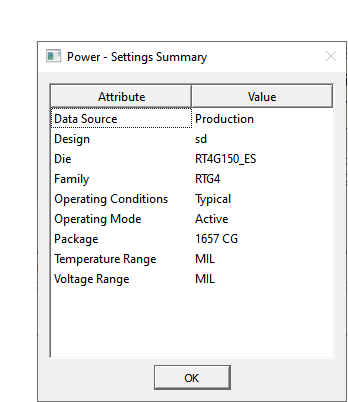 Power - Settings Summary
Attribute Value
Data Source Production
Design sd
Die RT4G150_ES
Family RTG4
Operating Conditions Typical
Operating Mode Active
Package 1657 CG
Temperature Range MIL
Voltage Range MIL
OK